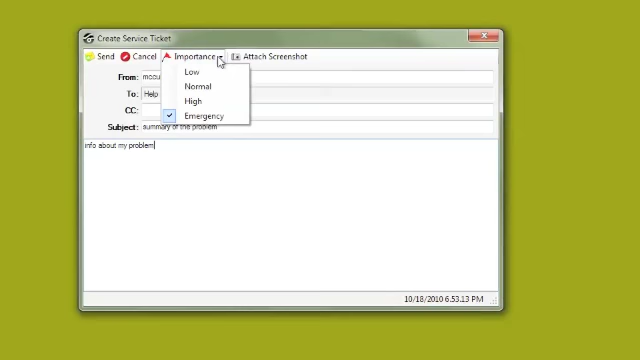 Create Service Ticket
Send Cancel Importance Attach Screenshot
Low
Normal
High
Emergency
From: mccu
To: Help
CC:
Subject: summary of the problem
info about my problem
10/18/2010 6.53.13 PM